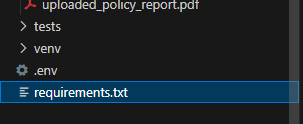 uploaded_policy_report.pdf
tests
venv
.env
requirements.txt